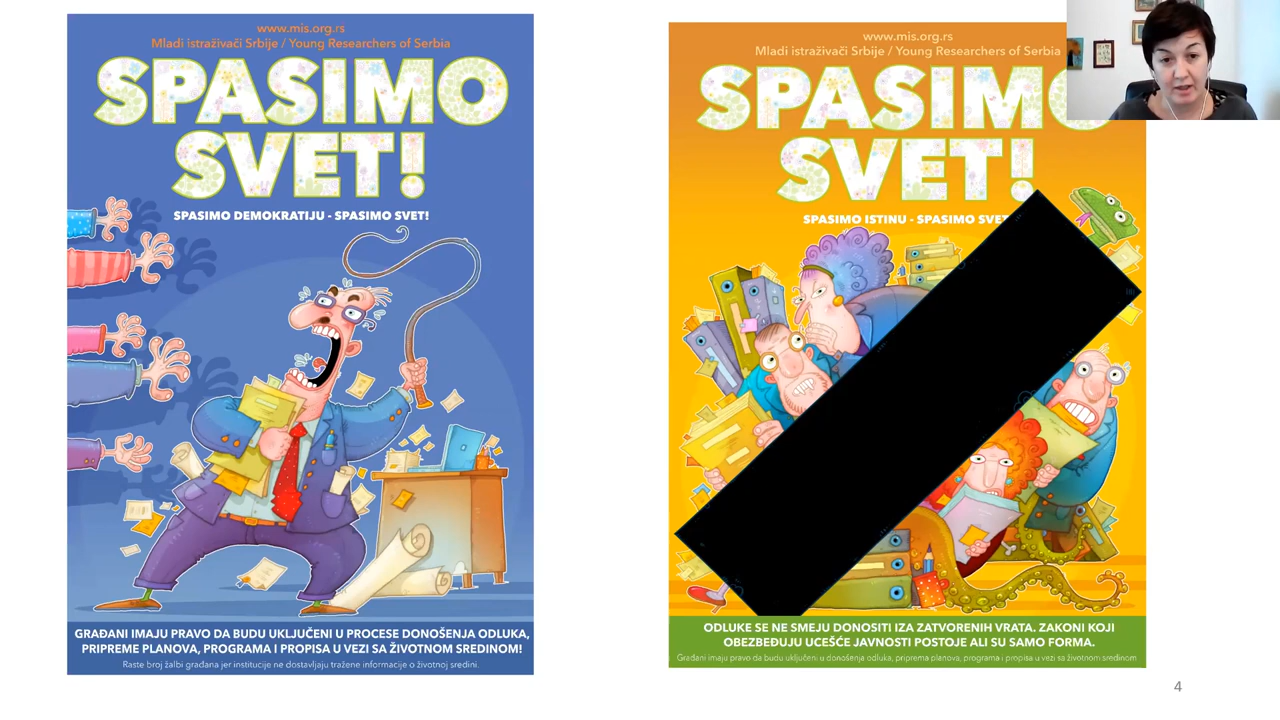 www.mis.org.rs
Mladi istraživači Srbije / Young Researchers of Serbia
SPASIMO
SVET!
SPASIMO DEMOKRATIJU - SPASIMO SVET!
GRAĐANI IMAJU PRAVO DA BUDU UKLJUČENI U PROCESE DONOŠENJA ODLUKA,
PRIPREME PLANOVA, PROGRAMA I PROPISA U VEZI SA ŽIVOTNOM SREDINOM!
Raste broj žalbi građana jer institucije ne dostavljaju tražene informacije o životnoj sredini.
www.mis.org.rs
Mladi istraživači Srbije / Young Researchers of Serbia
SPASIMO
SVET!
SPASIMO ISTINU - SPASIMO SVET
ODLUKE SE NE SMEJU DONOSITI IZA ZATVORENIH VRATA. ZAKONI KOJI
OBEZBEĐUJU UČEŠĆE JAVNOSTI POSTOJE ALI SU SAMO FORMA.
Građani imaju pravo da budu uključeni u donošenja odluka, priprema planova, programa i propisa u vezi sa životnom sredinom
4